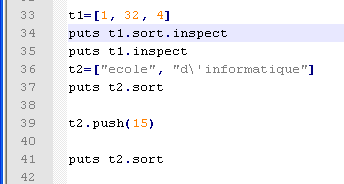 33 t1=[1, 32, 4]
34 puts t1.sort.inspect
35 puts t1.inspect
36 t2=["ecole", "d\'informatique"]
37 puts t2.sort
38
39 t2.push(15)
40
41 puts t2.sort
42